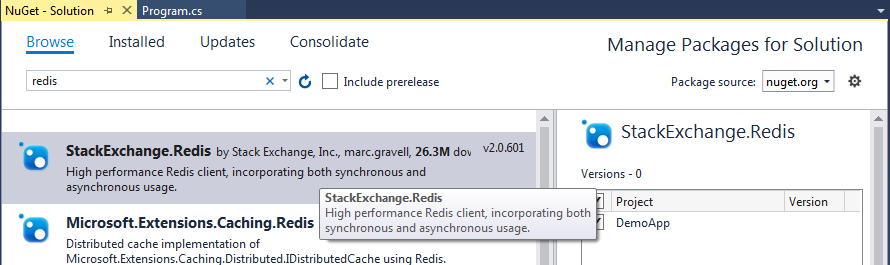 NuGet - Solution Program.cs
Browse Installed Updates Consolidate Manage Packages for Solution
redis Include prerelease Package source: nuget.org
StackExchange.Redis by Stack Exchange, Inc., marc.gravell, 26.3M dow v2.0.601
High performance Redis client, incorporating both synchronous and
asynchronous usage.
StackExchange.Redis
Versions - 0
StackExchange.Redis
High performance Redis client, incorporating both
synchronous and asynchronous usage.
Project Version
DemoApp
Microsoft.Extensions.Caching.Redis
Distributed cache implementation of
Microsoft.Extensions.Caching.Distributed.IDistributedCache using Redis.